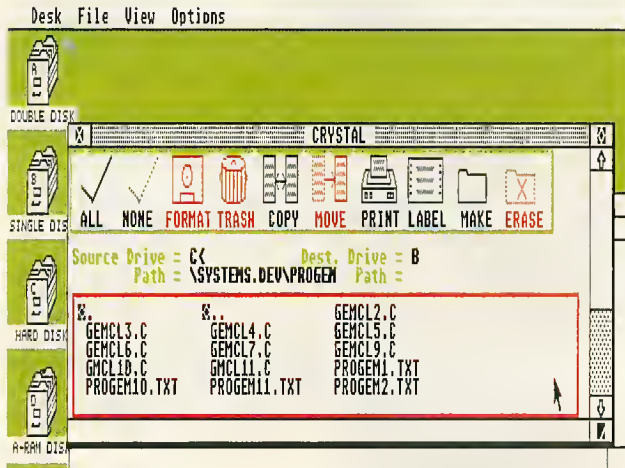 Desk File View Options
A
DOUBLE DISK
CRYSTAL
B
SINGLE DIS
ALL NONE FORMAT TRASH COPY MOVE PRINT LABEL MAKE ERASE
Source Drive = C< Dest. Drive = B
Path = \SYSTEMS.DEV\PROGEM Path =
C
HARD DISK
. .. GEMCL2.C
GEMCL3.C GEMCL4.C GEMCL5.C
GEMCL6.C GEMCL7.C GEMCL9.C
GMCL10.C GMCL11.C PROGEM1.TXT
PROGEM10.TXT PROGEM11.TXT PROGEM2.TXT
D
A-RAM DIS